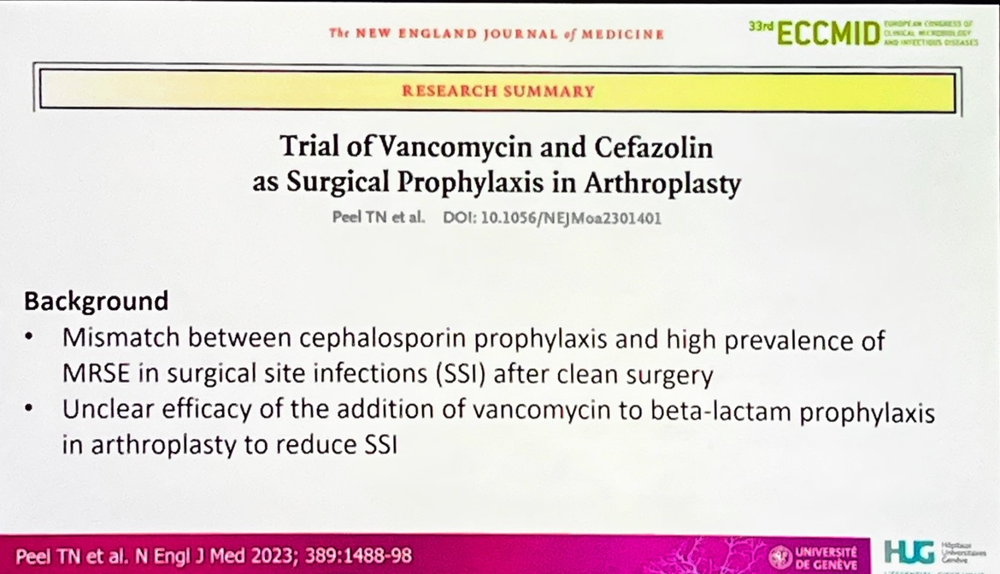 The NEW ENGLAND JOURNAL of MEDICINE
33rd ECCMID
EUROPEAN CONGRESS OF
CLINICAL MICROBIOLOGY
AND INFECTIOUS DISEASES
RESEARCH SUMMARY
Trial of Vancomycin and Cefazolin
as Surgical Prophylaxis in Arthroplasty
Peel TN et al. DOI: 10.1056/NEJMoa2301401
Background
• Mismatch between cephalosporin prophylaxis and high prevalence of
MRSE in surgical site infections (SSI) after clean surgery
• Unclear efficacy of the addition of vancomycin to beta-lactam prophylaxis
in arthroplasty to reduce SSI
Peel TN et al. N Engl J Med 2023; 389:1488-98
UNIVERSITÉ
DE GENÈVE
HUG
Hôpitaux
Universitaires
Genève